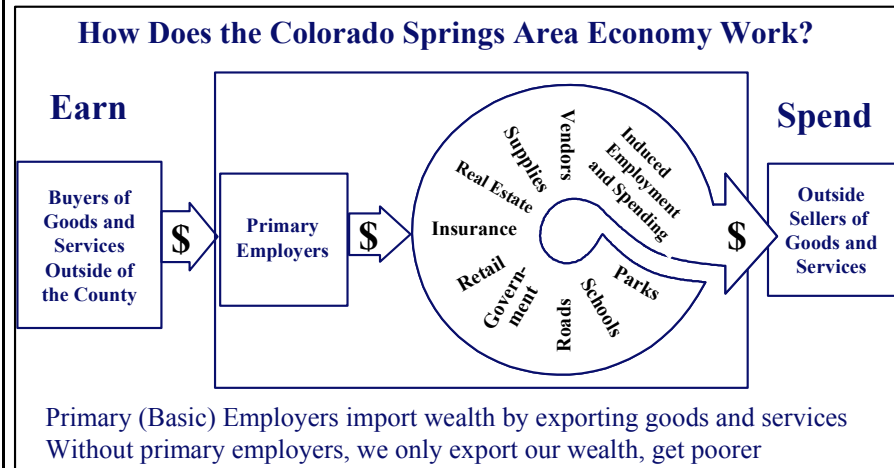 How Does the Colorado Springs Area Economy Work?
Earn
Spend
Buyers of
Goods and
Services
Outside of
the County
$
Primary
Employers
$
Insurance
Real Estate
Supplies
Vendors
Induced
Employment
and Spending
Retail
Govern-
ment
Roads
Schools
Parks
$
Outside
Sellers of
Goods and
Services
Primary (Basic) Employers import wealth by exporting goods and services
Without primary employers, we only export our wealth, get poorer